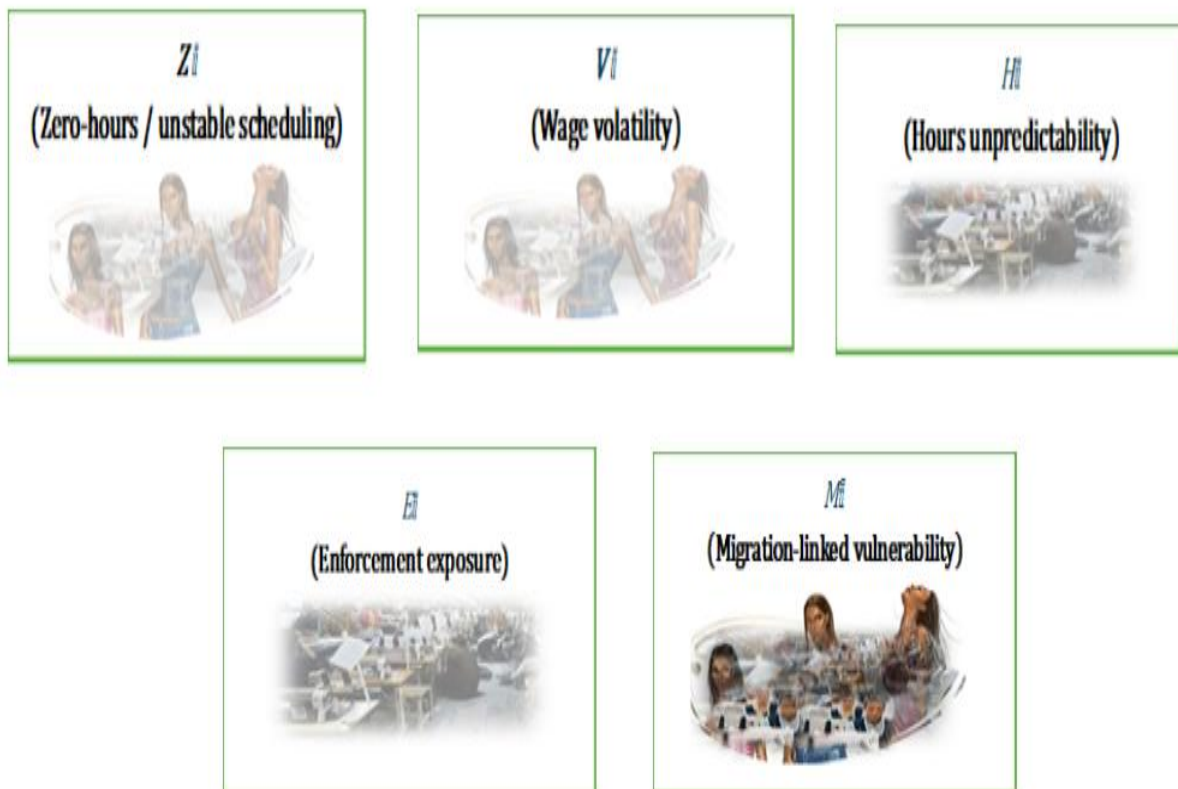 Zi
(Zero-hours / unstable scheduling)
Vi
(Wage volatility)
Hi
(Hours unpredictability)
Ei
(Enforcement exposure)
Mi
(Migration-linked vulnerability)